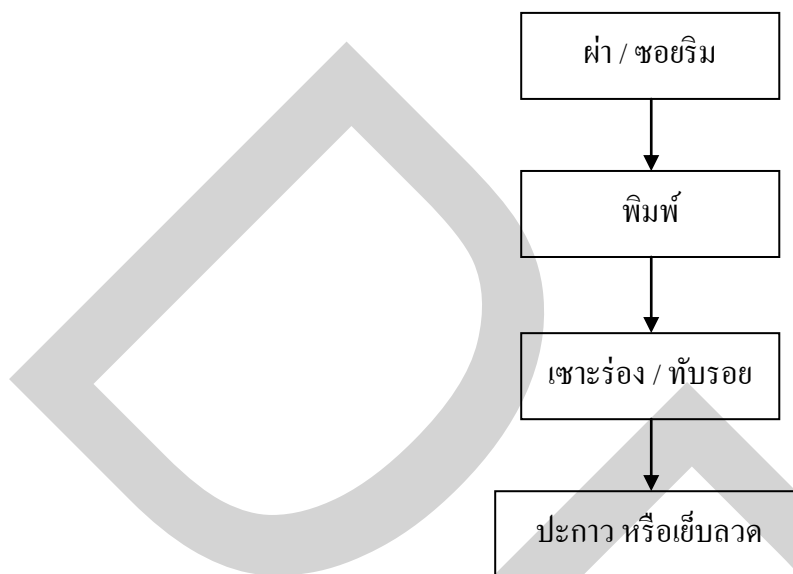 ผ่า / ซอยริม
พิมพ์
เซาะร่อง / ทับรอย
ปะกาว หรือเย็บลวด